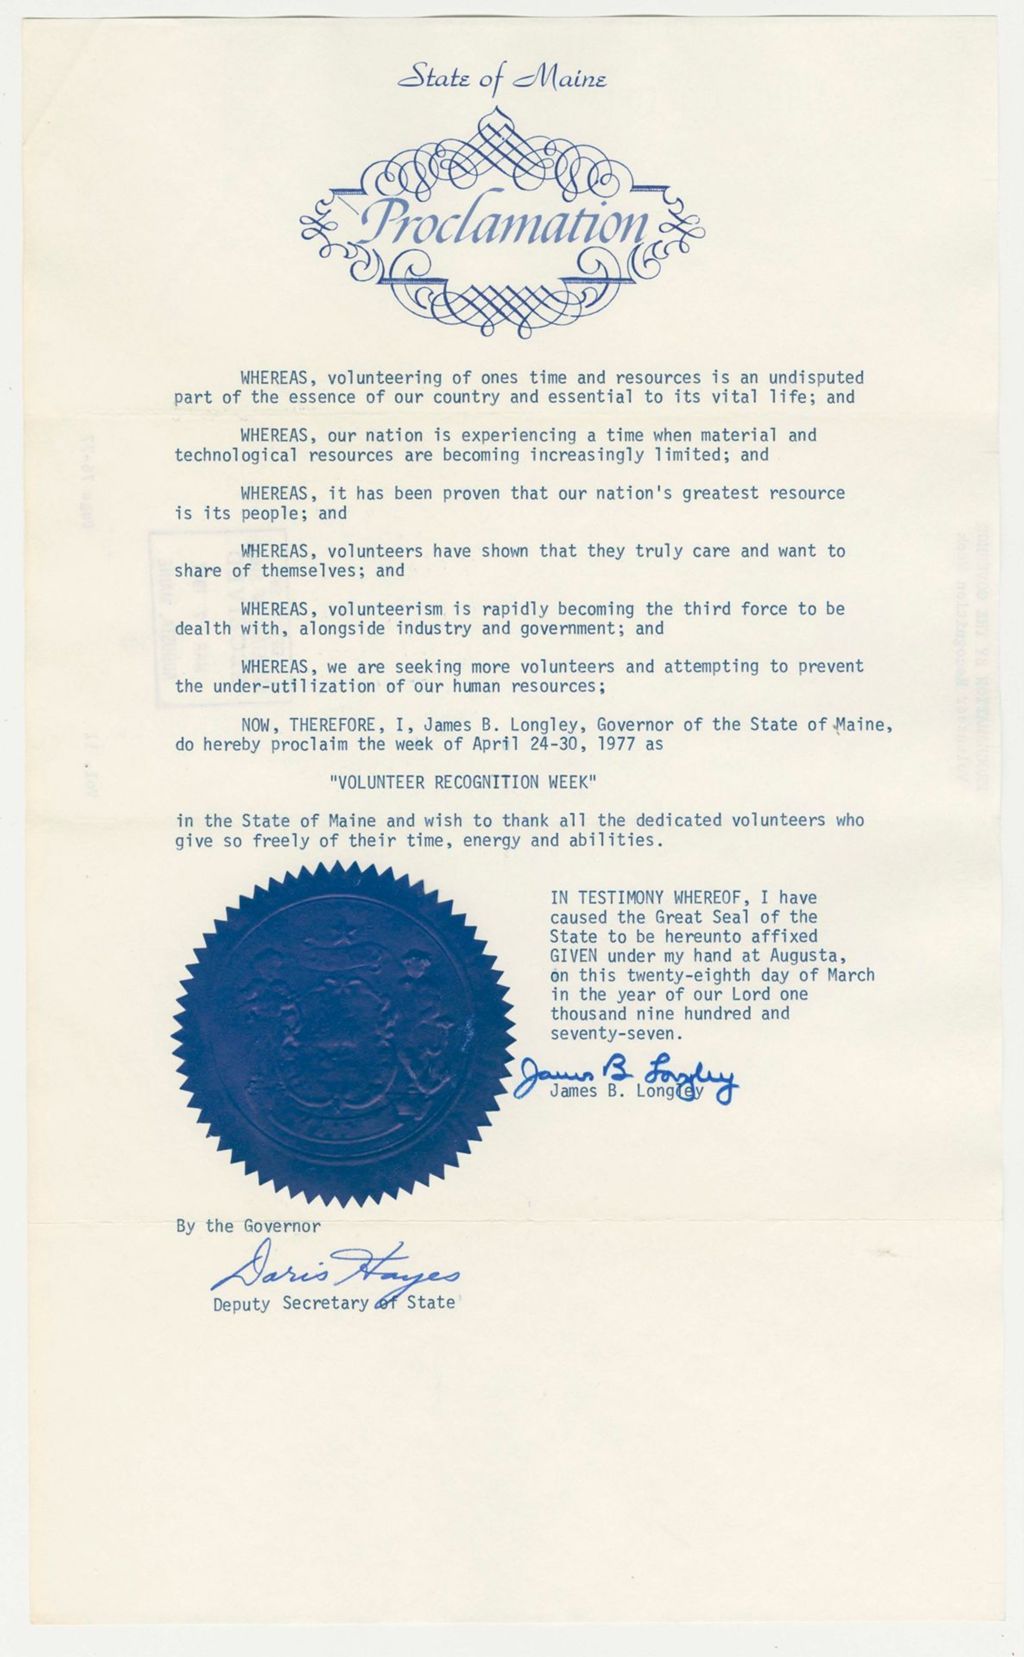 State of Maine
Proclamation
WHEREAS, volunteering of ones time and resources is an undisputed
part of the essence of our country and essential to its vital life; and
WHEREAS, our nation is experiencing a time when material and
technological resources are becoming increasingly limited; and
WHEREAS, it has been proven that our nation's greatest resource
is its people; and
WHEREAS, volunteers have shown that they truly care and want to
share of themselves; and
WHEREAS, volunteerism is rapidly becoming the third force to be
dealth with, alongside industry and government; and
WHEREAS, we are seeking more volunteers and attempting to prevent
the under-utilization of our human resources;
NOW, THEREFORE, I, James B. Longley, Governor of the State of Maine,
do hereby proclaim the week of April 24-30, 1977 as
"VOLUNTEER RECOGNITION WEEK"
in the State of Maine and wish to thank all the dedicated volunteers who
give so freely of their time, energy and abilities.
IN TESTIMONY WHEREOF, I have
caused the Great Seal of the
State to be hereunto affixed
GIVEN under my hand at Augusta,
on this twenty-eighth day of March
in the year of our Lord one
thousand nine hundred and
seventy-seven.
James B Longley
James B. Longley
By the Governor
Doris Hayes
Deputy Secretary of State